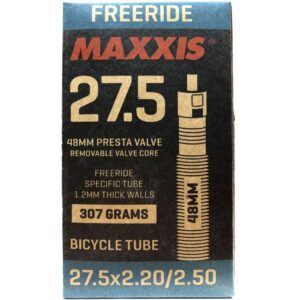 FREERIDE
MAXXIS®
27.5
48MM PRESTA VALVE
REMOVABLE VALVE CORE
FREERIDE
SPECIFIC TUBE
1.2MM THICK WALLS
307 GRAMS
48MM
BICYCLE TUBE
27.5x2.20/2.50